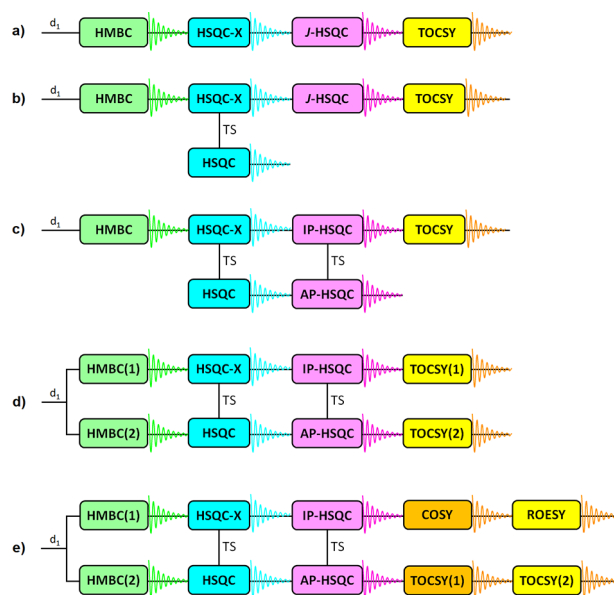 a) d1 HMBC HSQC-X J-HSQC TOCSY
b) d1 HMBC HSQC-X J-HSQC TOCSY
TS
HSQC
c) d1 HMBC HSQC-X IP-HSQC TOCSY
TS TS
HSQC AP-HSQC
HMBC(1) HSQC-X IP-HSQC TOCSY(1)
d) d1 TS TS
HMBC(2) HSQC AP-HSQC TOCSY(2)
HMBC(1) HSQC-X IP-HSQC COSY ROESY
e) d1 TS TS
HMBC(2) HSQC AP-HSQC TOCSY(1) TOCSY(2)